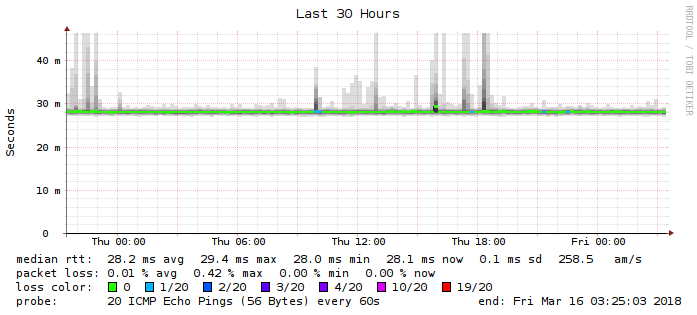 Last 30 Hours
RRDTOOL / TOBI OETIKER
Seconds
40 m
30 m
20 m
10 m
0
Thu 00:00 Thu 06:00 Thu 12:00 Thu 18:00 Fri 00:00
median rtt: 28.2 ms avg 29.4 ms max 28.0 ms min 28.1 ms now 0.1 ms sd 258.5 am/s
packet loss: 0.01 % avg 0.42 % max 0.00 % min 0.00 % now
loss color: 0 1/20 2/20 3/20 4/20 10/20 19/20
probe: 20 ICMP Echo Pings (56 Bytes) every 60s end: Fri Mar 16 03:25:03 2018